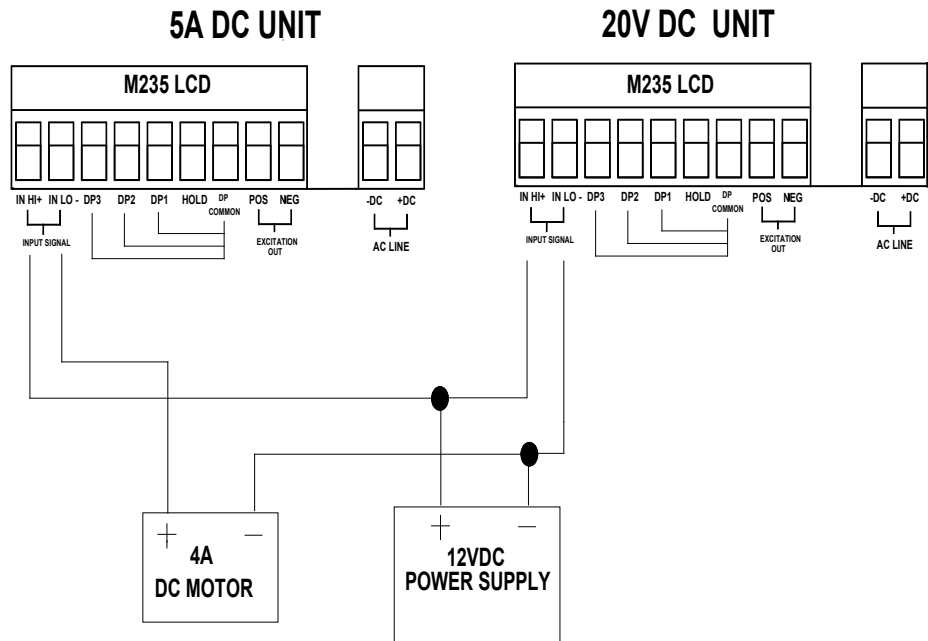 5A DC UNIT
20V DC UNIT
M235 LCD
M235 LCD
IN HI+ IN LO - DP3 DP2 DP1 HOLD DP COMMON POS NEG -DC +DC
INPUT SIGNAL
EXCITATION
OUT
AC LINE
IN HI+ IN LO - DP3 DP2 DP1 HOLD DP COMMON POS NEG -DC +DC
INPUT SIGNAL
EXCITATION
OUT
AC LINE
+ −
4A
DC MOTOR
+ −
12VDC
POWER SUPPLY